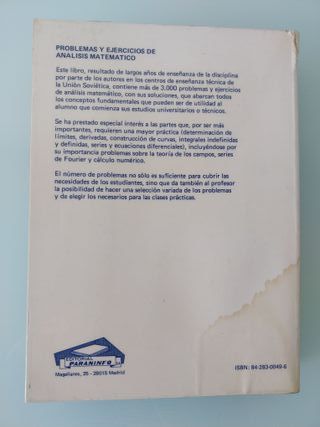 PROBLEMAS Y EJERCICIOS DE
ANALISIS MATEMATICO
Este libro, resultado de largos años de enseñanza de la disciplina
por parte de los autores en los centros de enseñanza técnica de
la Unión Soviética, contiene más de 3.000 problemas y ejercicios
de análisis matemático, con sus soluciones, que abarcan todos
los conceptos fundamentales que pueden ser de utilidad al
alumno que comienza sus estudios universitarios o técnicos.
Se ha prestado especial interés a las partes que, por ser más
importantes, requieren una mayor práctica (determinación de
límites, derivadas, construcción de curvas, integrales indefinidas
y definidas, series y ecuaciones diferenciales), incluyéndose por
su importancia problemas sobre la teoría de los campos, series
de Fourier y cálculo numérico.
El número de problemas no sólo es suficiente para cubrir las
necesidades de los estudiantes, sino que da también al profesor
la posibilidad de hacer una selección variada de los problemas
y de elegir los necesarios para las clases prácticas.
EDITORIAL
PARANINFO
Magallanes, 25 - 28015 Madrid
ISBN: 84-283-0049-6